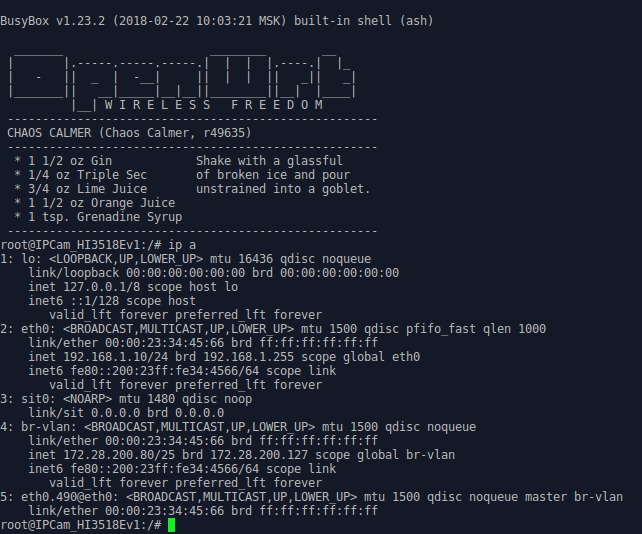 BusyBox v1.23.2 (2018-02-22 10:03:21 MSK) built-in shell (ash)
  _______                     ________        __
 |       |.-----.-----.-----.|  |  |  |.----.|  |_
 |   -   ||  _  |  -__|     ||  |  |  ||   _||   _|
 |_______||   __|_____|__|__||________||__|  |____|
          |__| W I R E L E S S   F R E E D O M
 -----------------------------------------------------
 CHAOS CALMER (Chaos Calmer, r49635)
 -----------------------------------------------------
  * 1 1/2 oz Gin            Shake with a glassful
  * 1/4 oz Triple Sec       of broken ice and pour
  * 3/4 oz Lime Juice       unstrained into a goblet.
  * 1 1/2 oz Orange Juice
  * 1 tsp. Grenadine Syrup
 -----------------------------------------------------
root@IPCam_HI3518Ev1:/# ip a
1: lo: <LOOPBACK,UP,LOWER_UP> mtu 16436 qdisc noqueue
    link/loopback 00:00:00:00:00:00 brd 00:00:00:00:00:00
    inet 127.0.0.1/8 scope host lo
    inet6 ::1/128 scope host
       valid_lft forever preferred_lft forever
2: eth0: <BROADCAST,MULTICAST,UP,LOWER_UP> mtu 1500 qdisc pfifo_fast qlen 1000
    link/ether 00:00:23:34:45:66 brd ff:ff:ff:ff:ff:ff
    inet 192.168.1.10/24 brd 192.168.1.255 scope global eth0
    inet6 fe80::200:23ff:fe34:4566/64 scope link
       valid_lft forever preferred_lft forever
3: sit0: <NOARP> mtu 1480 qdisc noop
    link/sit 0.0.0.0 brd 0.0.0.0
4: br-vlan: <BROADCAST,MULTICAST,UP,LOWER_UP> mtu 1500 qdisc noqueue
    link/ether 00:00:23:34:45:66 brd ff:ff:ff:ff:ff:ff
    inet 172.28.200.80/25 brd 172.28.200.127 scope global br-vlan
    inet6 fe80::200:23ff:fe34:4566/64 scope link
       valid_lft forever preferred_lft forever
5: eth0.490@eth0: <BROADCAST,MULTICAST,UP,LOWER_UP> mtu 1500 qdisc noqueue master br-vlan
    link/ether 00:00:23:34:45:66 brd ff:ff:ff:ff:ff:ff
root@IPCam_HI3518Ev1:/#